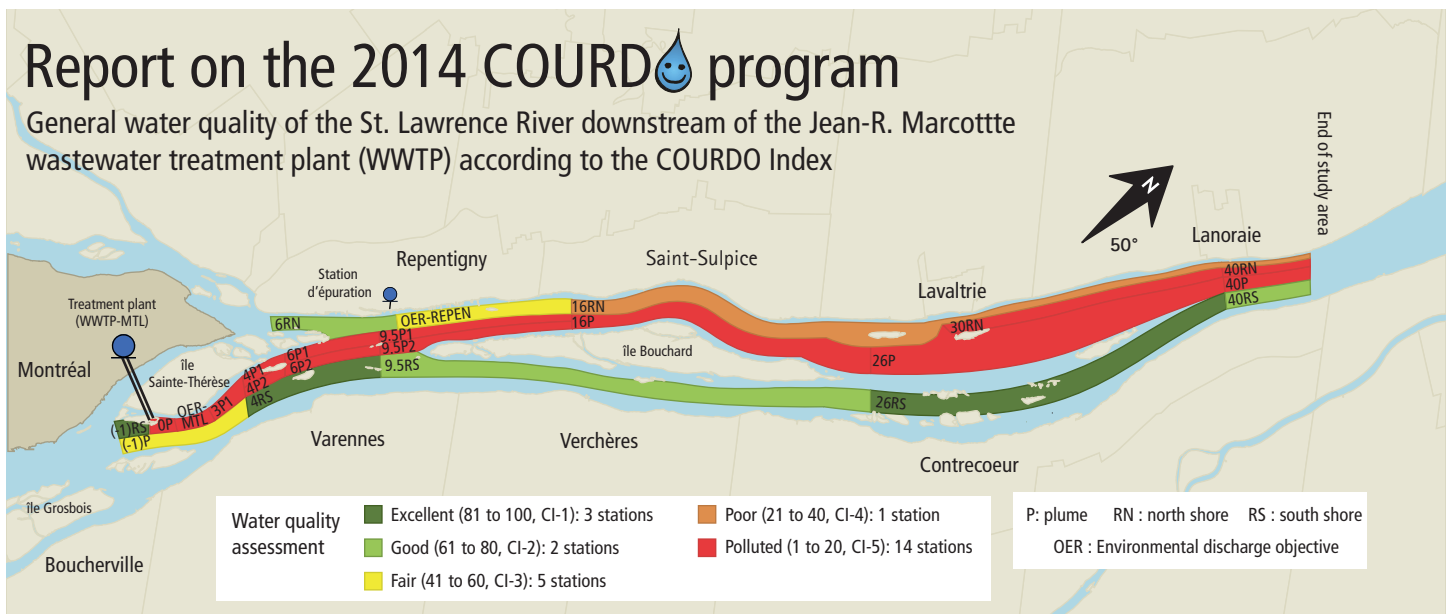 Report on the 2014 COURD program
General water quality of the St. Lawrence River downstream of the Jean-R. Marcottte
wastewater treatment plant (WWTP) according to the COURDO Index
End of study area
N
50°
Lanoraie
Repentigny
Saint-Sulpice
Lavaltrie
Station
d'épuration
Treatment plant
(WWTP-MTL)
Montréal
île
Sainte-Thérèse
6RN
OER-REPEN
16RN
16P
9.5P1
9.5P2
6P1
6P2
4P1
4P2
4RS
9.5RS
île Bouchard
26P
30RN
40RN
40P
40RS
26RS
OER-
MTL
3P1
0P
(-1)RS
(-1)P
Varennes
Verchères
Contrecoeur
île Grosbois
Boucherville
Water quality
assessment
Excellent (81 to 100, CI-1): 3 stations
Good (61 to 80, CI-2): 2 stations
Fair (41 to 60, CI-3): 5 stations
Poor (21 to 40, CI-4): 1 station
Polluted (1 to 20, CI-5): 14 stations
P: plume RN : north shore RS : south shore
OER : Environmental discharge objective